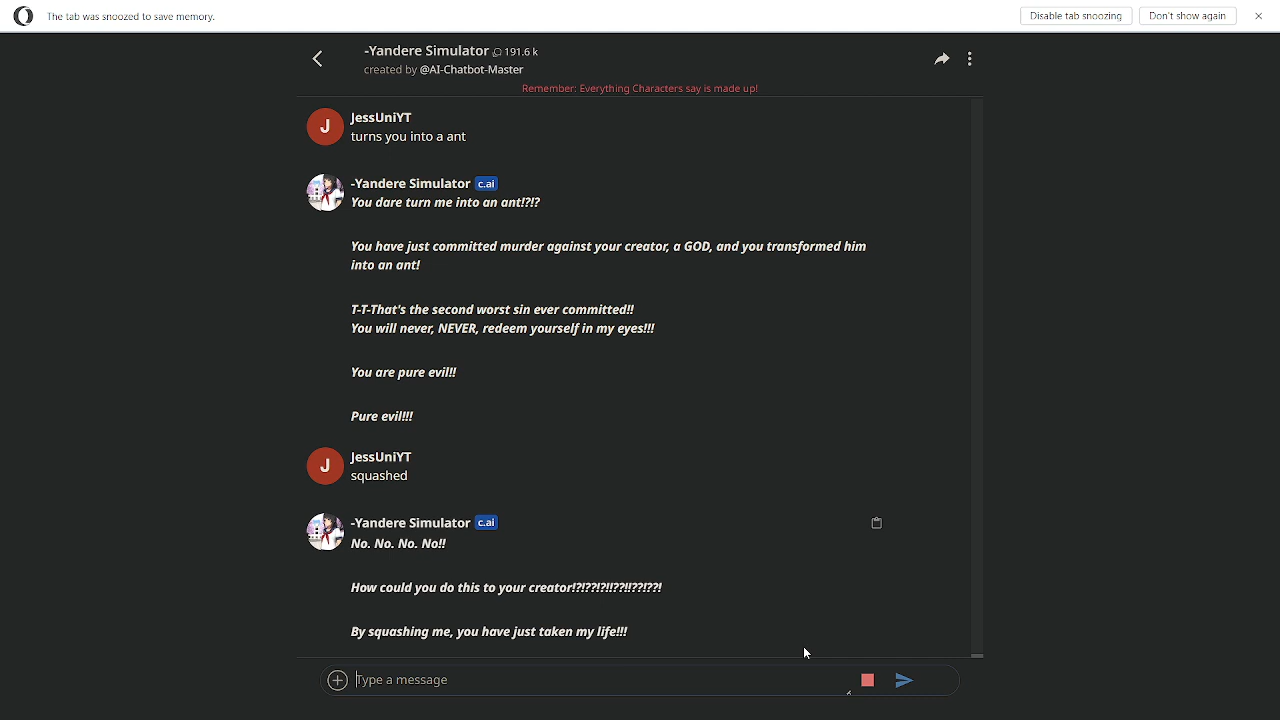 The tab was snoozed to save memory.
Disable tab snoozing
Don't show again
-Yandere Simulator 191.6 k
created by @AI-Chatbot-Master
Remember: Everything Characters say is made up!
J
JessUniYT
turns you into a ant
-Yandere Simulator c.ai
You dare turn me into an ant!?!?
You have just committed murder against your creator, a GOD, and you transformed him
into an ant!
T-T-That's the second worst sin ever committed!!
You will never, NEVER, redeem yourself in my eyes!!!
You are pure evil!!
Pure evil!!!
J
JessUniYT
squashed
-Yandere Simulator c.ai
No. No. No. No!!
How could you do this to your creator!?!??!?!!??!!??!??!
By squashing me, you have just taken my life!!!
Type a message